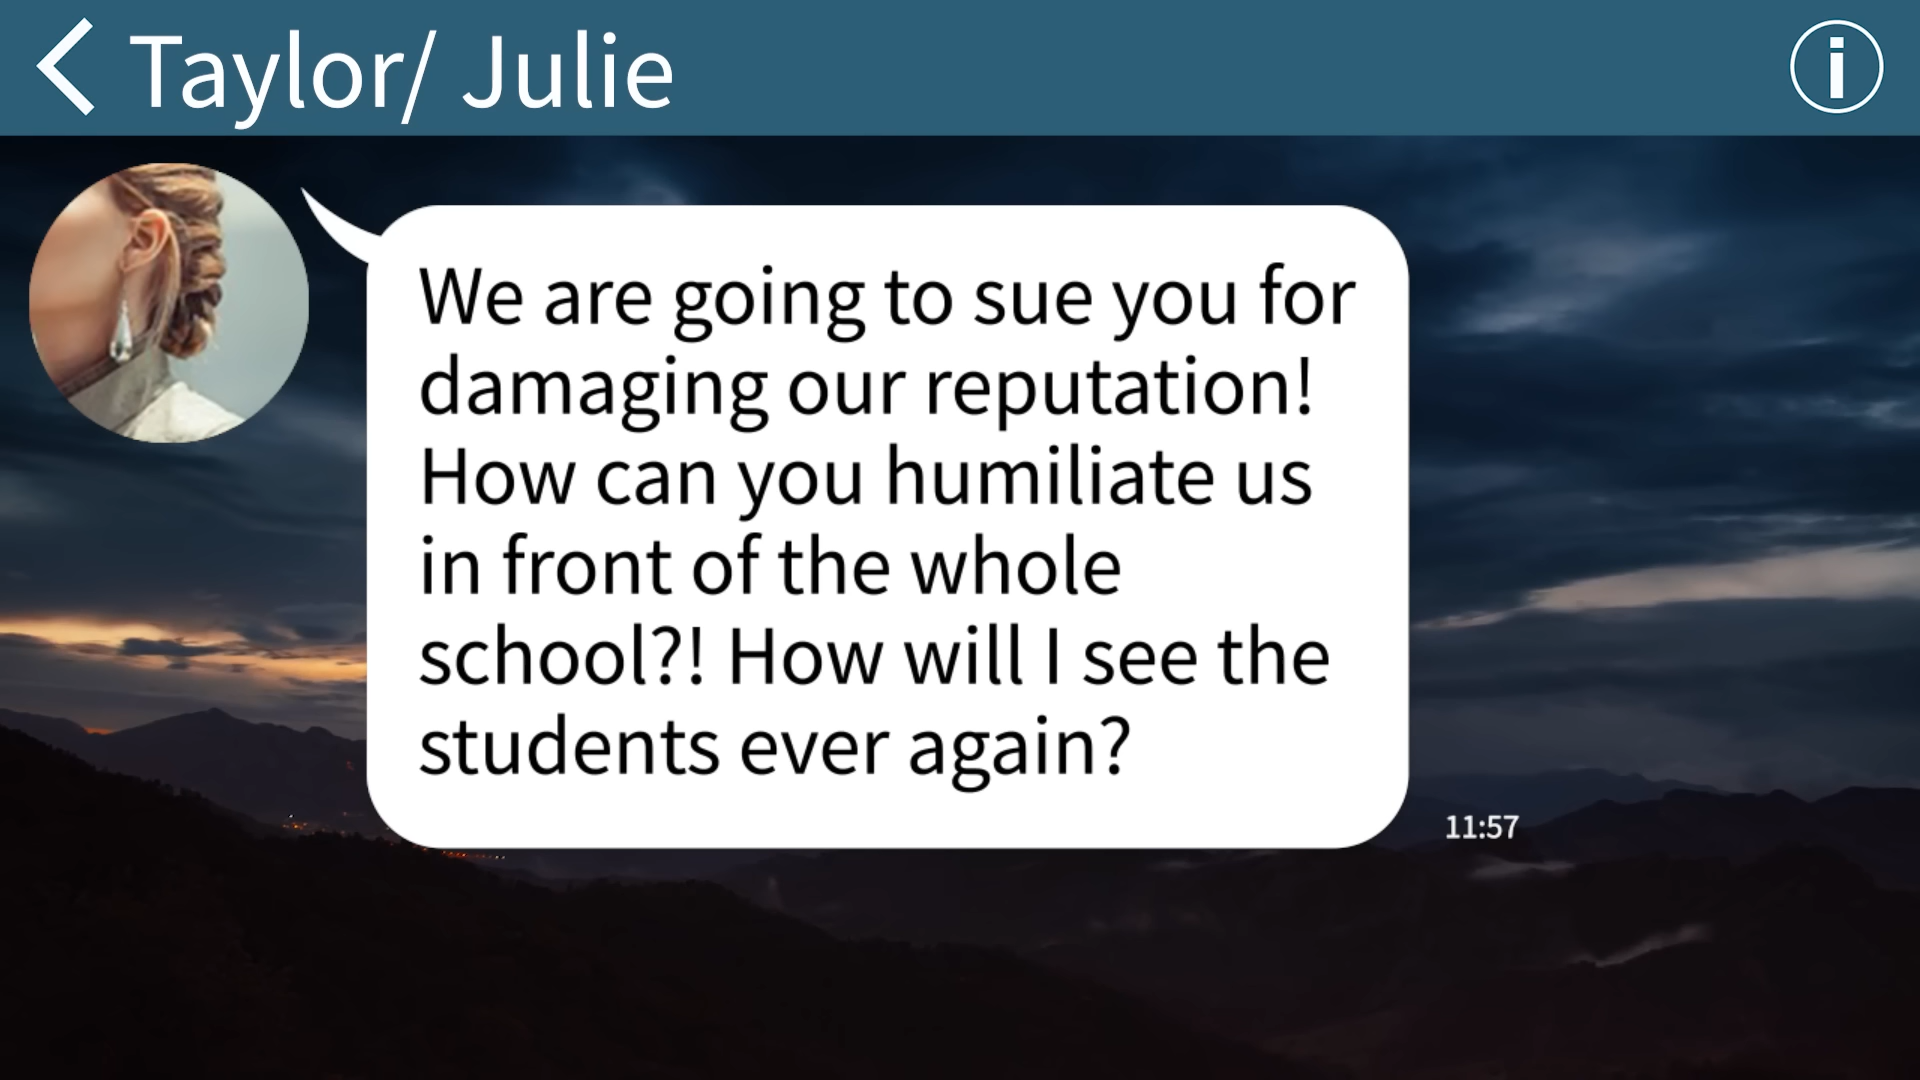 Taylor/ Julie
We are going to sue you for
damaging our reputation!
How can you humiliate us
in front of the whole
school?! How will I see the
students ever again?
11:57